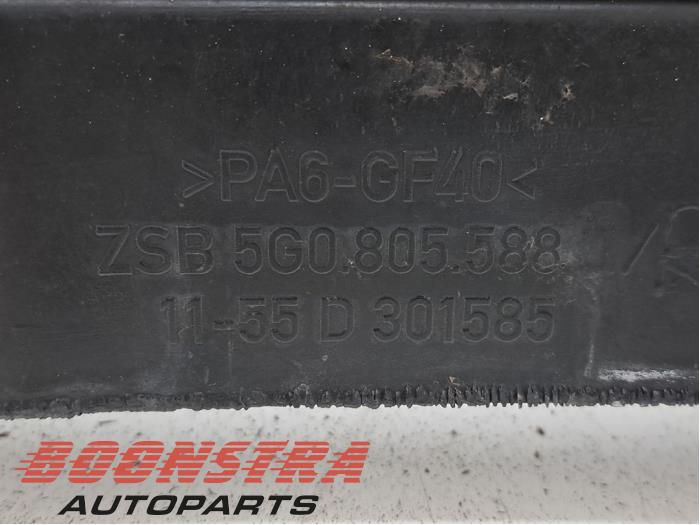 >PA6-GF40<
ZSB 5G0.805.588
11-55 D 301585
BOONSTRA
AUTOPARTS